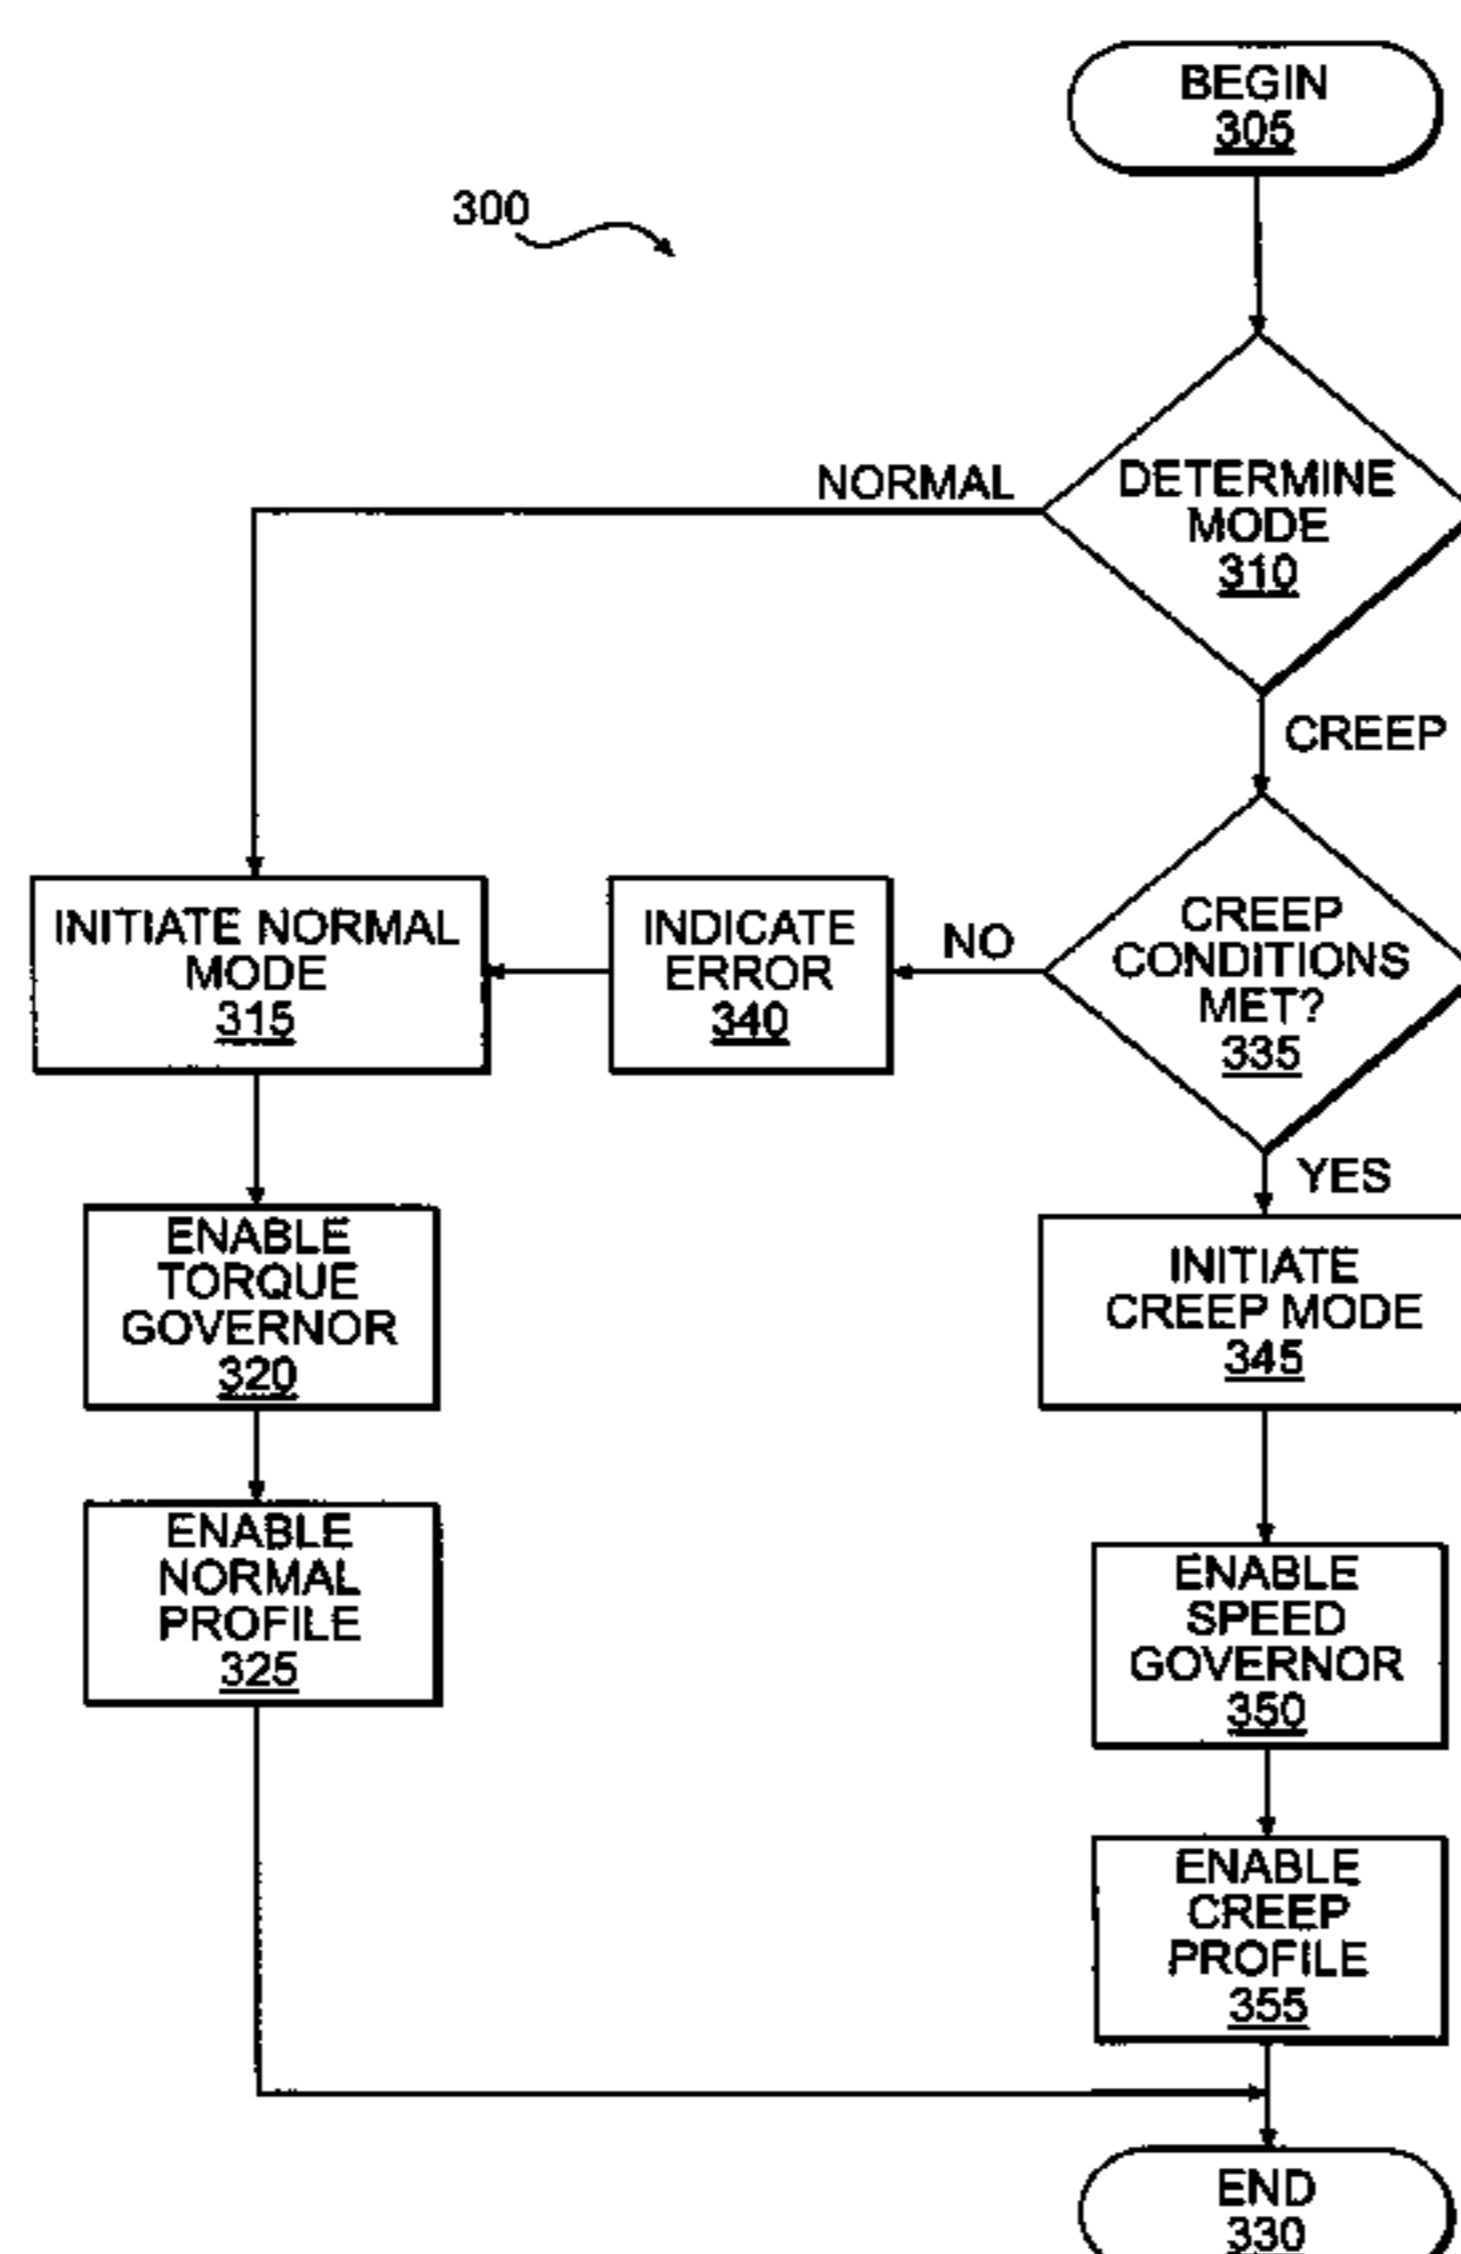 BEGIN
305
300
NORMAL
DETERMINE
MODE
310
CREEP
INITIATE NORMAL
MODE
315
INDICATE
ERROR
340
NO
CREEP
CONDITIONS
MET?
335
YES
ENABLE
TORQUE
GOVERNOR
320
INITIATE
CREEP MODE
345
ENABLE
NORMAL
PROFILE
325
ENABLE
SPEED
GOVERNOR
350
ENABLE
CREEP
PROFILE
355
END
330